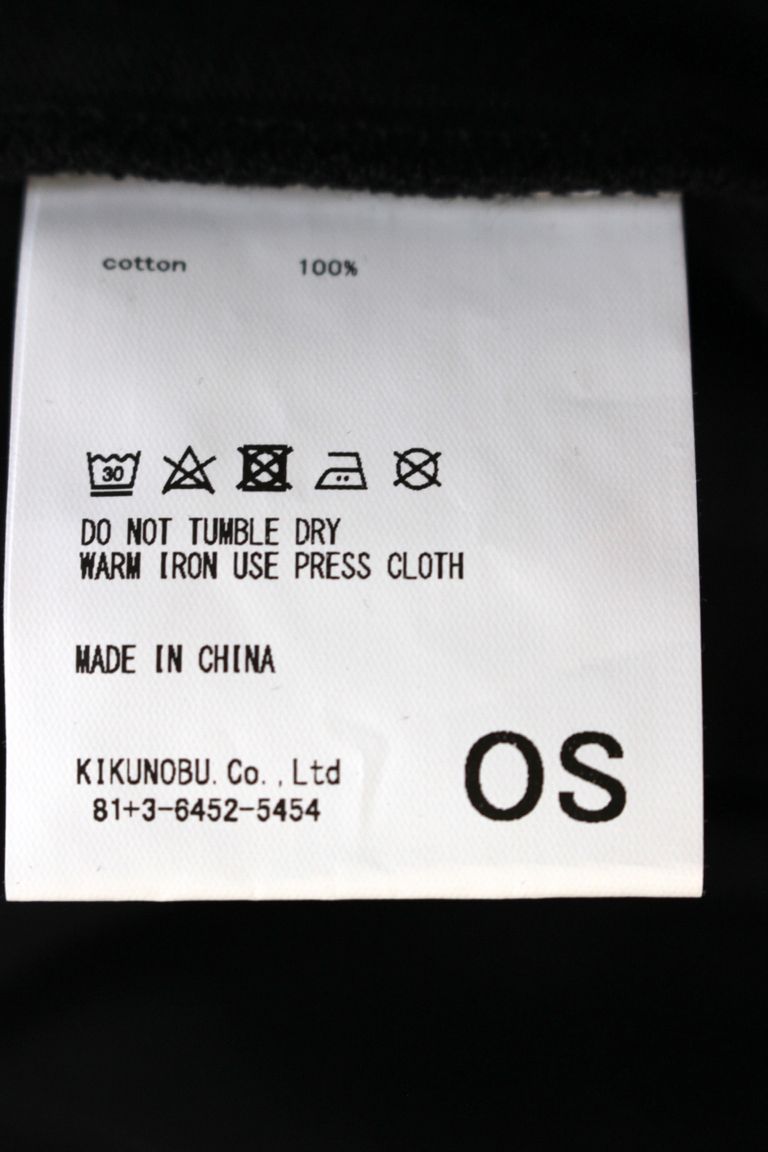 cotton 100%
30
DO NOT TUMBLE DRY
WARM IRON USE PRESS CLOTH
MADE IN CHINA
KIKUNOBU. Co. , Ltd
81+3-6452-5454
OS